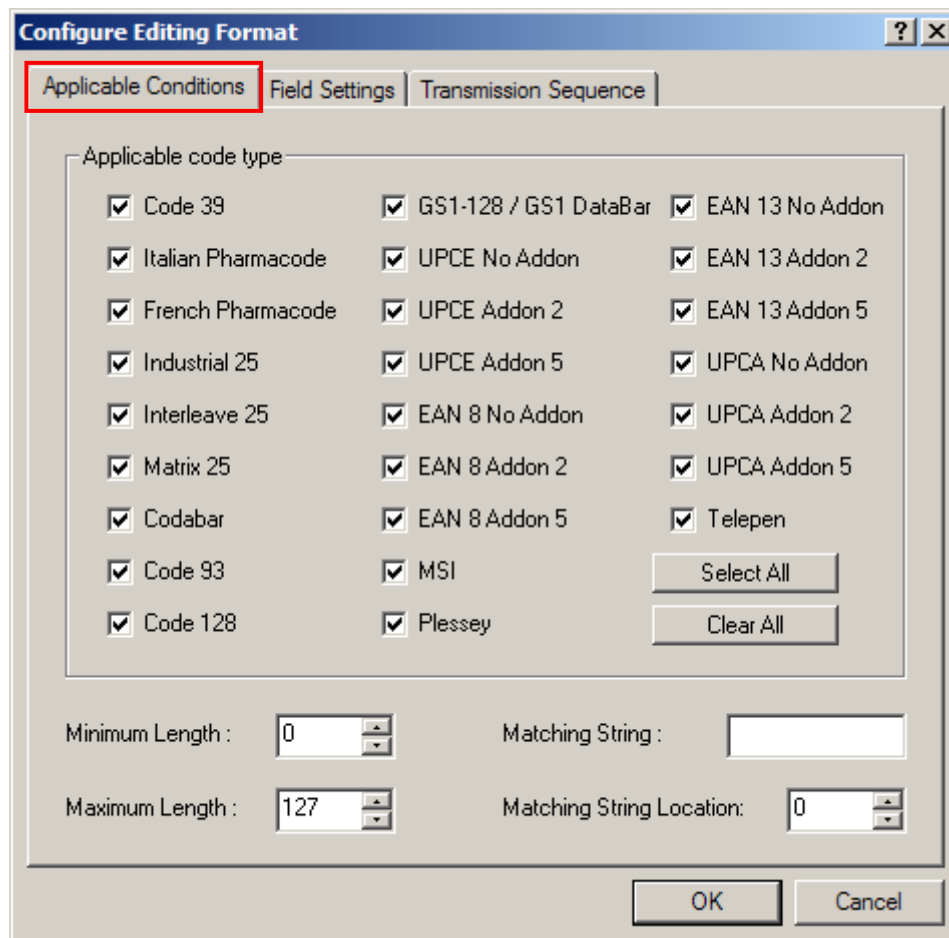 Configure Editing Format
Applicable Conditions Field Settings Transmission Sequence
Applicable code type
Code 39 GS1-128 / GS1 DataBar EAN 13 No Addon
Italian Pharmacode UPCE No Addon EAN 13 Addon 2
French Pharmacode UPCE Addon 2 EAN 13 Addon 5
Industrial 25 UPCE Addon 5 UPCA No Addon
Interleave 25 EAN 8 No Addon UPCA Addon 2
Matrix 25 EAN 8 Addon 2 UPCA Addon 5
Codabar EAN 8 Addon 5 Telepen
Code 93 MSI Select All
Code 128 Plessey Clear All
Minimum Length : 0 Matching String :
Maximum Length : 127 Matching String Location: 0
OK Cancel